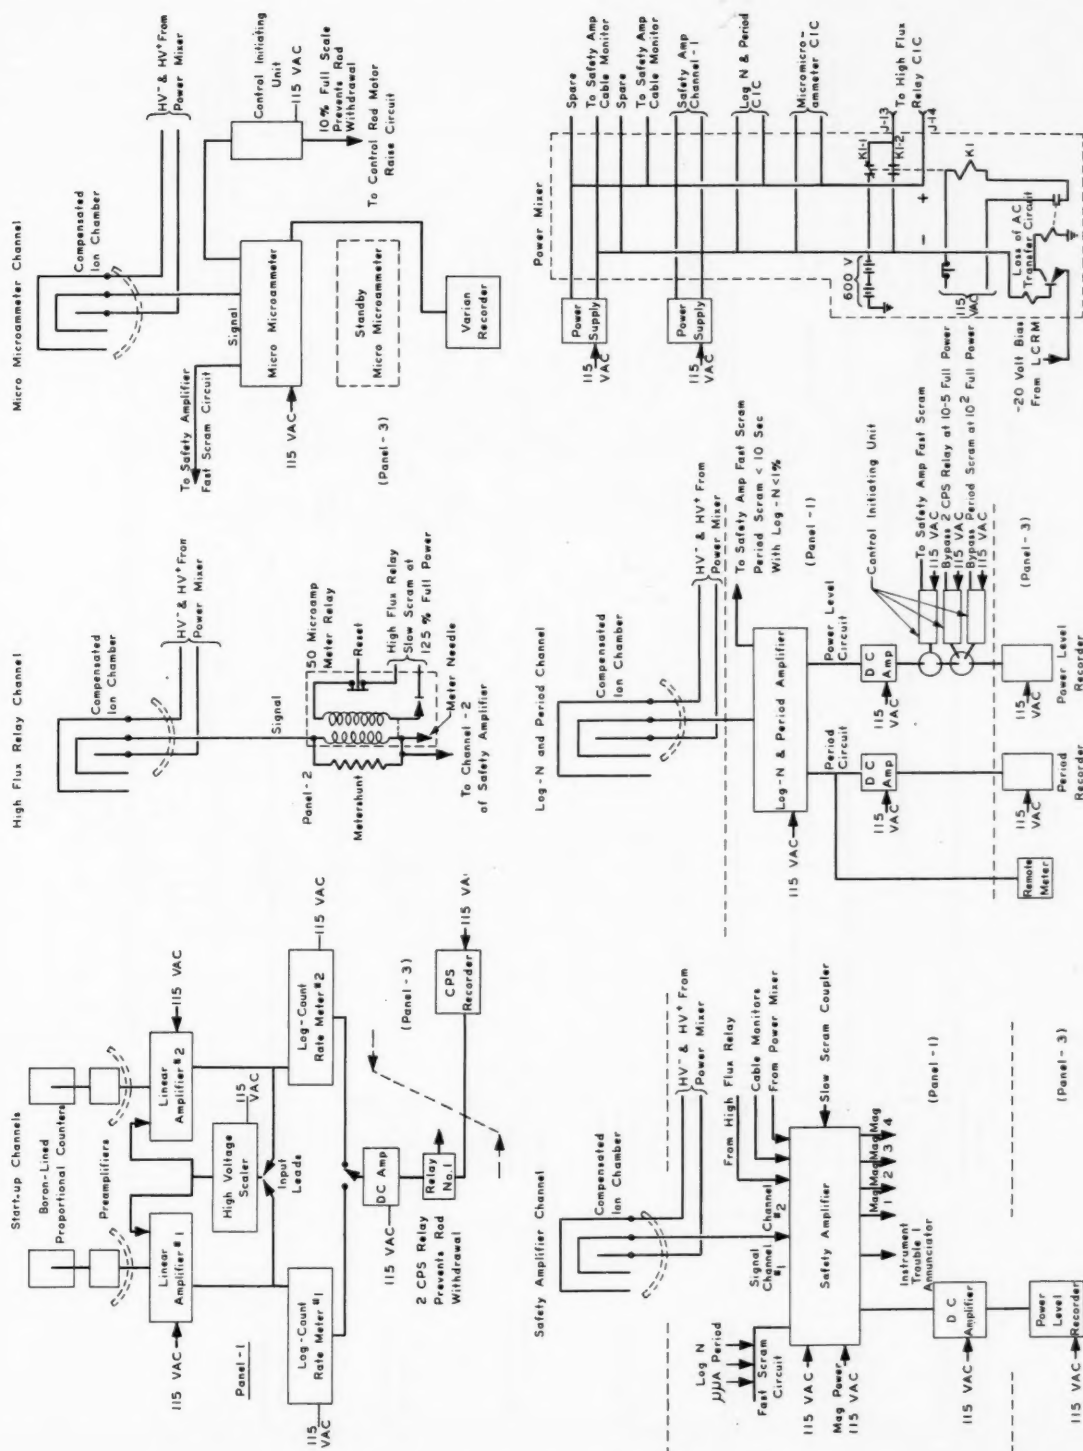 Start-up Channels
Boron-Lined
Proportional Counters
Preamplifiers
115 VAC
Linear
Amplifier #1
Linear
Amplifier #2
115 VAC
High Voltage
Scaler
115
VAC
Input
Leads
Panel-1
Log-Count
Rate Meter #1
115
VAC
Log-Count
Rate Meter #2
115 VAC
DC Amp
115 VAC
Relay
No.1
2 CPS Relay
Prevents Rod
Withdrawal
(Panel-3)
CPS
Recorder
115 VA
High Flux Relay Channel
Compensated
Ion Chamber
HV⁻ & HV⁺ From
Power Mixer
Signal
Panel-2
50 Microamp
Meter Relay
Reset
High Flux Relay
Slow Scram at
125 % Full Power
Meter Needle
Metershunt
To Channel-2
of Safety Amplifier
Micro Microammeter Channel
Compensated
Ion Chamber
HV⁻ & HV⁺ From
Power Mixer
To Safety Amplifier
Fast Scram Circuit
Signal
Micro Microammeter
115 VAC
Control Initiating
Unit
115 VAC
10% Full Scale
Prevents Rod
Withdrawal
To Control Rod Motor
Raise Circuit
Standby
Micro Microammeter
(Panel-3)
Varian
Recorder
Safety Amplifier Channel
Compensated
Ion Chamber
HV⁻ & HV⁺ From
Power Mixer
From High Flux Relay
Cable Monitors
From Power Mixer
Signal
Channel
#1
Channel
#2
Log N
μμA Period
Fast Scram
Circuit
Safety Amplifier
Slow Scram Coupler
115 VAC
Mag Power
115 VAC
Mag
1
Mag
2
Mag
3
Mag
4
Instrument
Trouble 1
Annunciator
(Panel-1)
DC
Amplifier
115 VAC
(Panel-3)
Power
Level
Recorder
115 VAC
Log-N and Period Channel
Compensated
Ion Chamber
HV⁻ & HV⁺ From
Power Mixer
To Safety Amp Fast Scram
Period Scram < 10 Sec
With Log-N<1%
Log-N & Period Amplifier
115 VAC
(Panel-1)
Period
Circuit
Power Level
Circuit
DC
Amp
115
VAC
DC
Amp
115
VAC
Control Initiating Unit
To Safety Amp Fast Scram
115 VAC
Bypass 2 CPS Relay at 10-5 Full Power
115 VAC
Bypass Period Scram at 10² Full Power
115 VAC
(Panel-3)
Remote
Meter
115
VAC
Period
Recorder
115
VAC
Power Level
Recorder
Power Mixer
Power
Supply
115
VAC
Power
Supply
115
VAC
Spare
To Safety Amp
Cable Monitor
Spare
To Safety Amp
Cable Monitor
Safety Amp
Channel-1
Log N & Period
CIC
Micromicro-
ammeter CIC
J-13
To High Flux
Relay CIC
J-14
K1-1
K1-2
600 V
- +
K1
115
VAC
Loss of AC
Transfer Circuit
-20 Volt Bias
From LCRM